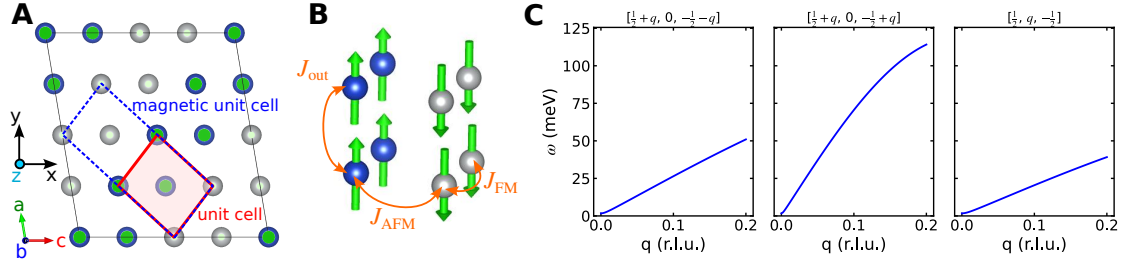 A
y
z
x
a
b
c
magnetic unit cell
unit cell
B
J_out
J_AFM
J_FM
C
[½+q, 0, −½−q]
[½+q, 0, −½+q]
[½, q, −½]
ω (meV)
125
100
75
50
25
0
0.0 0.1 0.2
0.0 0.1 0.2
0.0 0.1 0.2
q (r.l.u.) q (r.l.u.) q (r.l.u.)